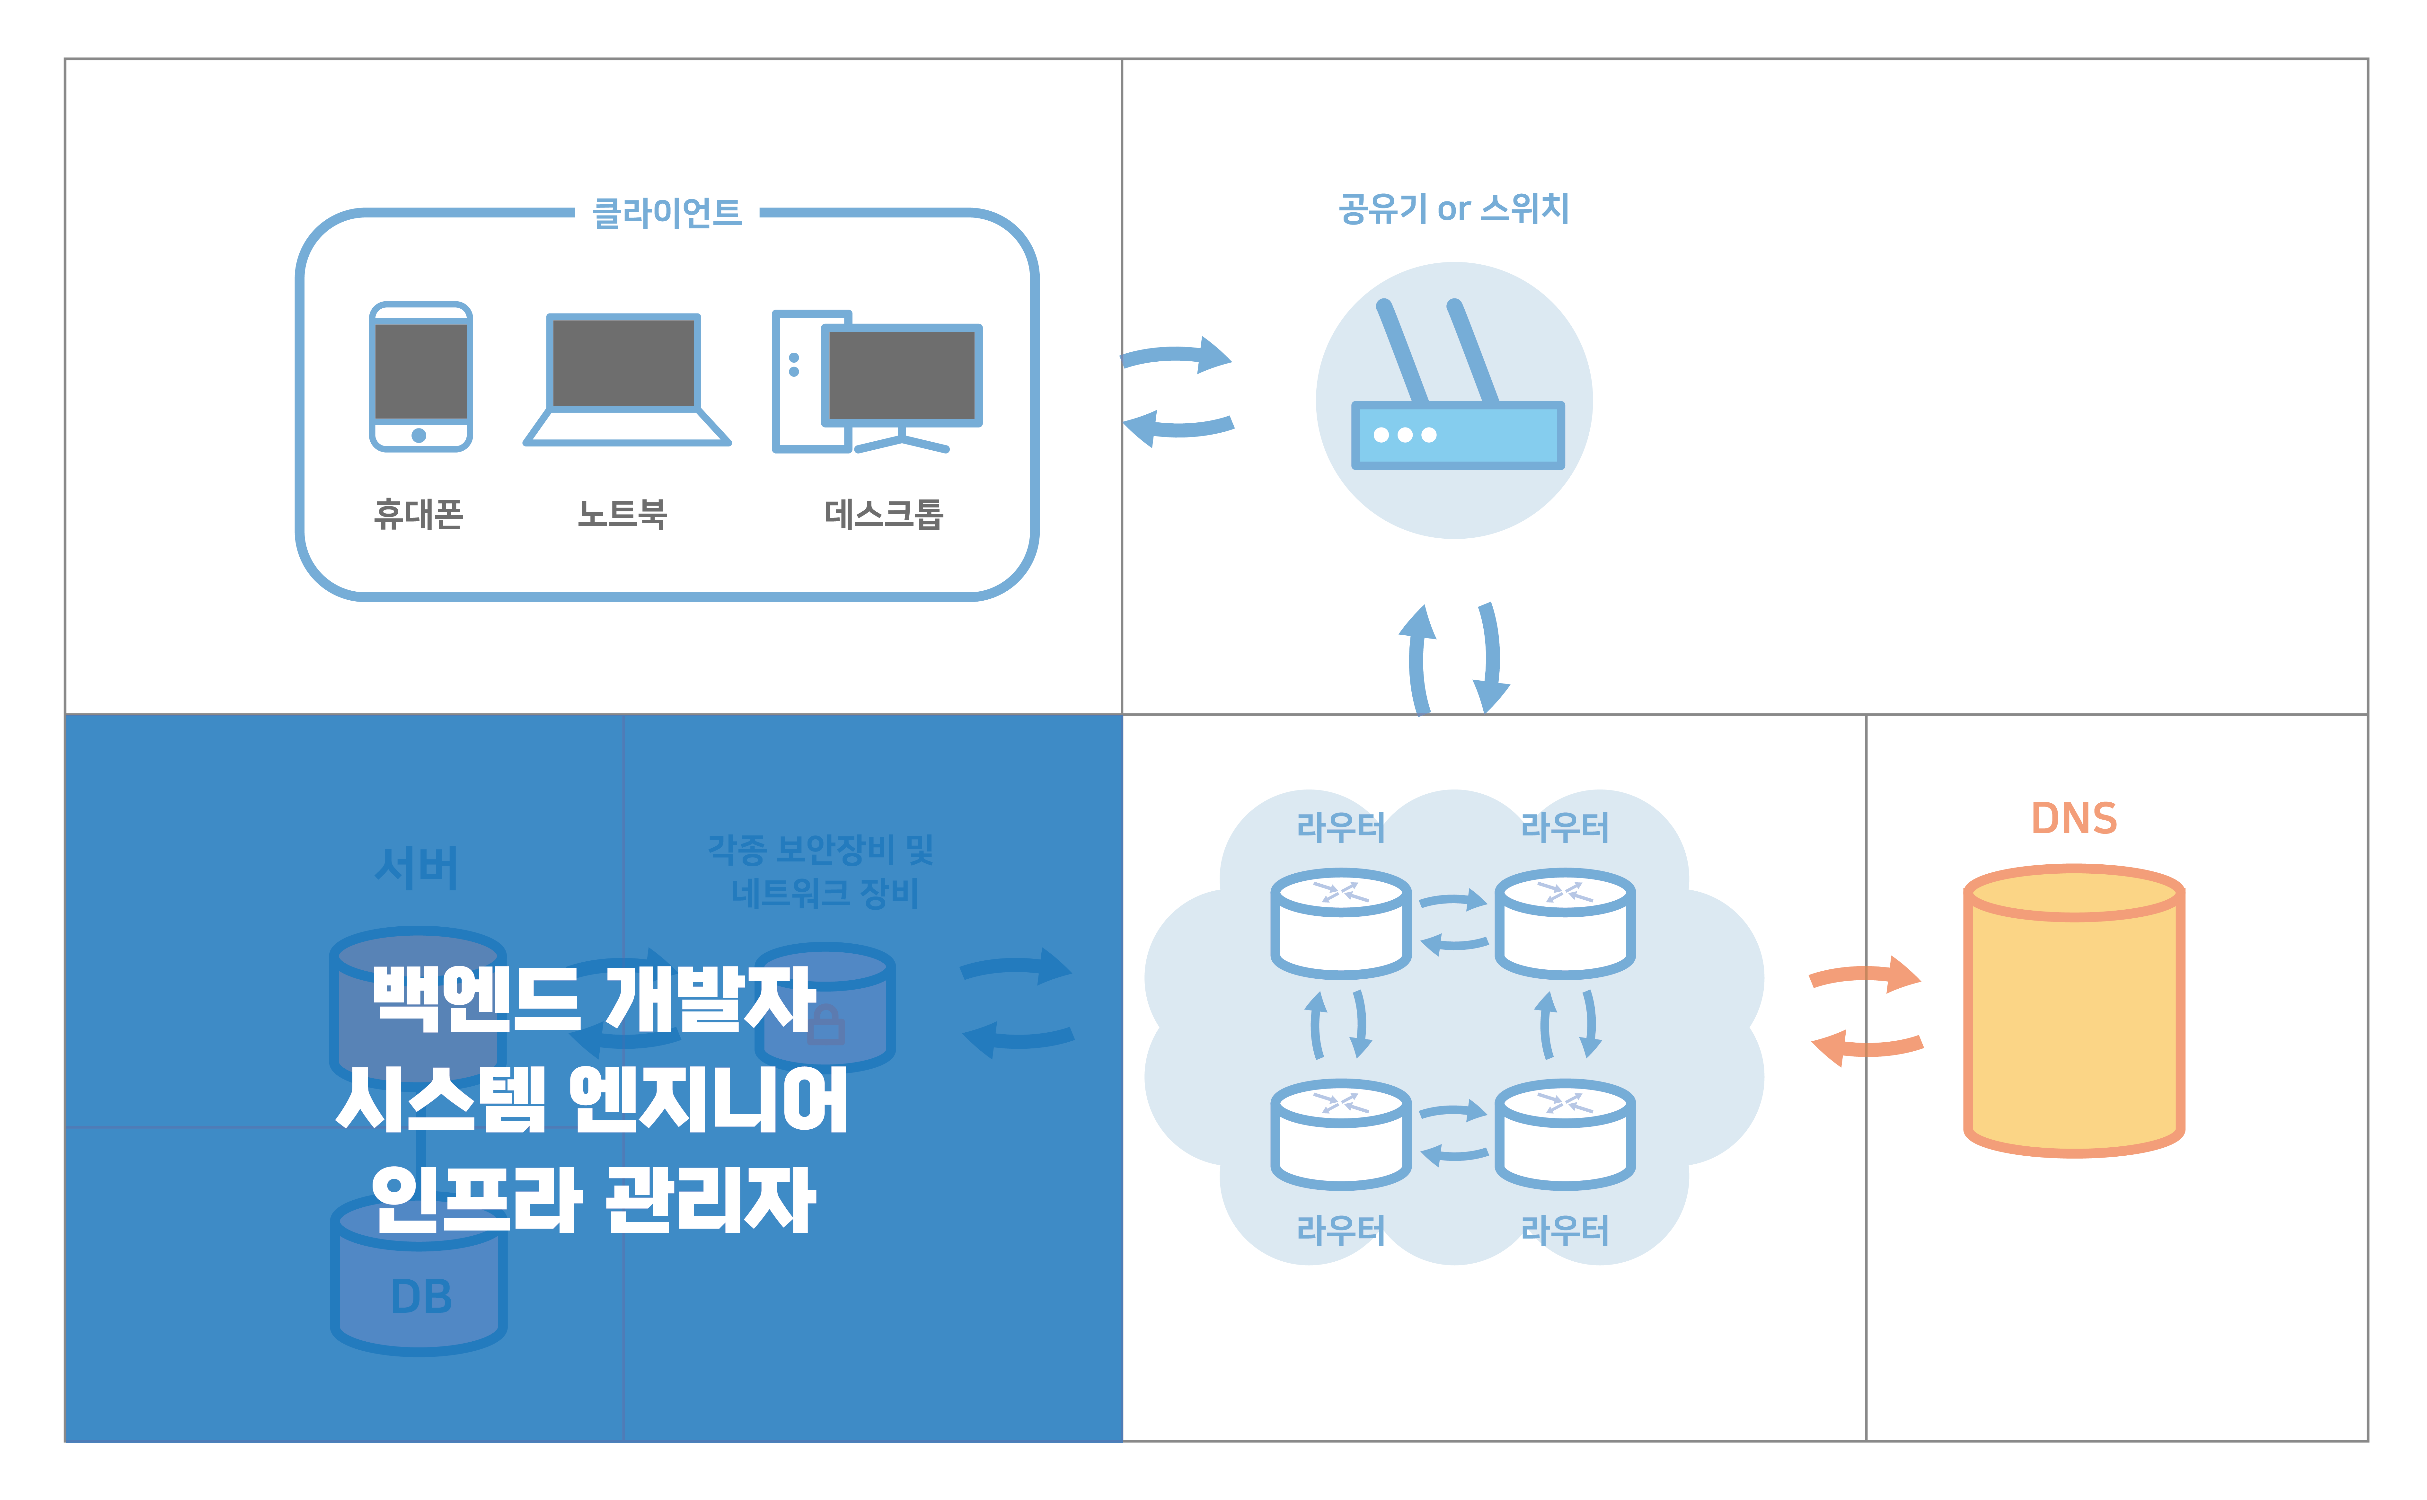 클라이언트
휴대폰
노트북
데스크톱
공유기 or 스위치
서버
각종 보안장비 및
네트워크 장비
백엔드 개발자
시스템 엔지니어
인프라 관리자
DB
라우터
라우터
라우터
라우터
DNS